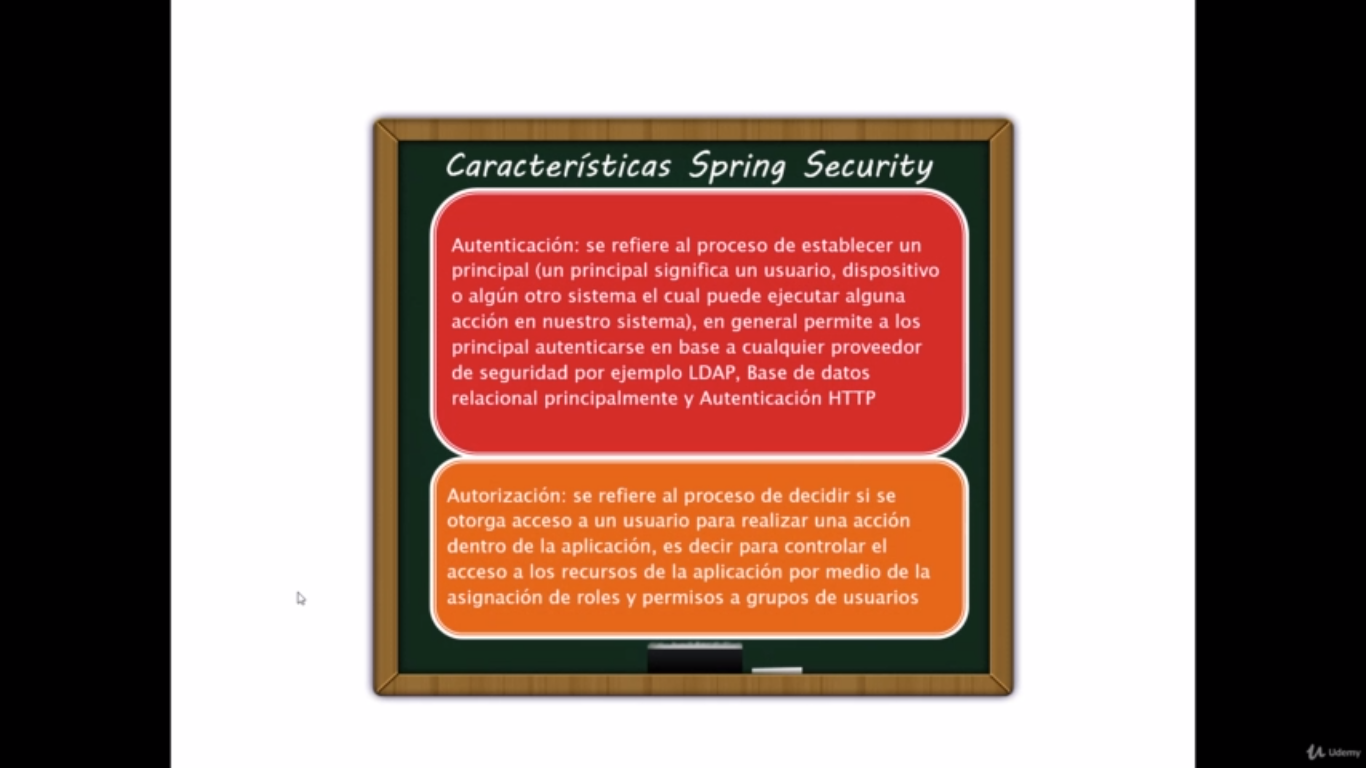 Características Spring Security
Autenticación: se refiere al proceso de establecer un
principal (un principal significa un usuario, dispositivo
o algún otro sistema el cual puede ejecutar alguna
acción en nuestro sistema), en general permite a los
principal autenticarse en base a cualquier proveedor
de seguridad por ejemplo LDAP, Base de datos
relacional principalmente y Autenticación HTTP
Autorización: se refiere al proceso de decidir si se
otorga acceso a un usuario para realizar una acción
dentro de la aplicación, es decir para controlar el
acceso a los recursos de la aplicación por medio de la
asignación de roles y permisos a grupos de usuarios
Udemy